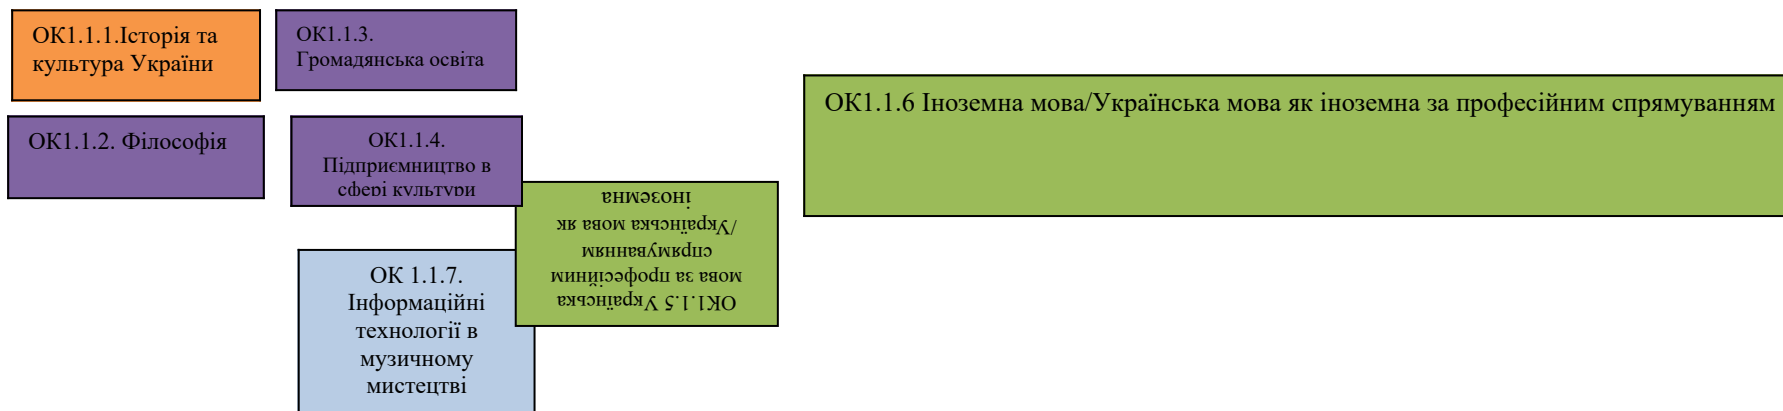 ОК1.1.1.Історія та
культура України
ОК1.1.3.
Громадянська освіта
ОК1.1.6 Іноземна мова/Українська мова як іноземна за професійним спрямуванням
ОК1.1.2. Філософія
ОК1.1.4.
Підприємництво в
сфері культури
ОК1.1.5 Українська
мова за професійним
спрямуванням
/Українська мова як
іноземна
ОК 1.1.7.
Інформаційні
технології в
музичному
мистецтві